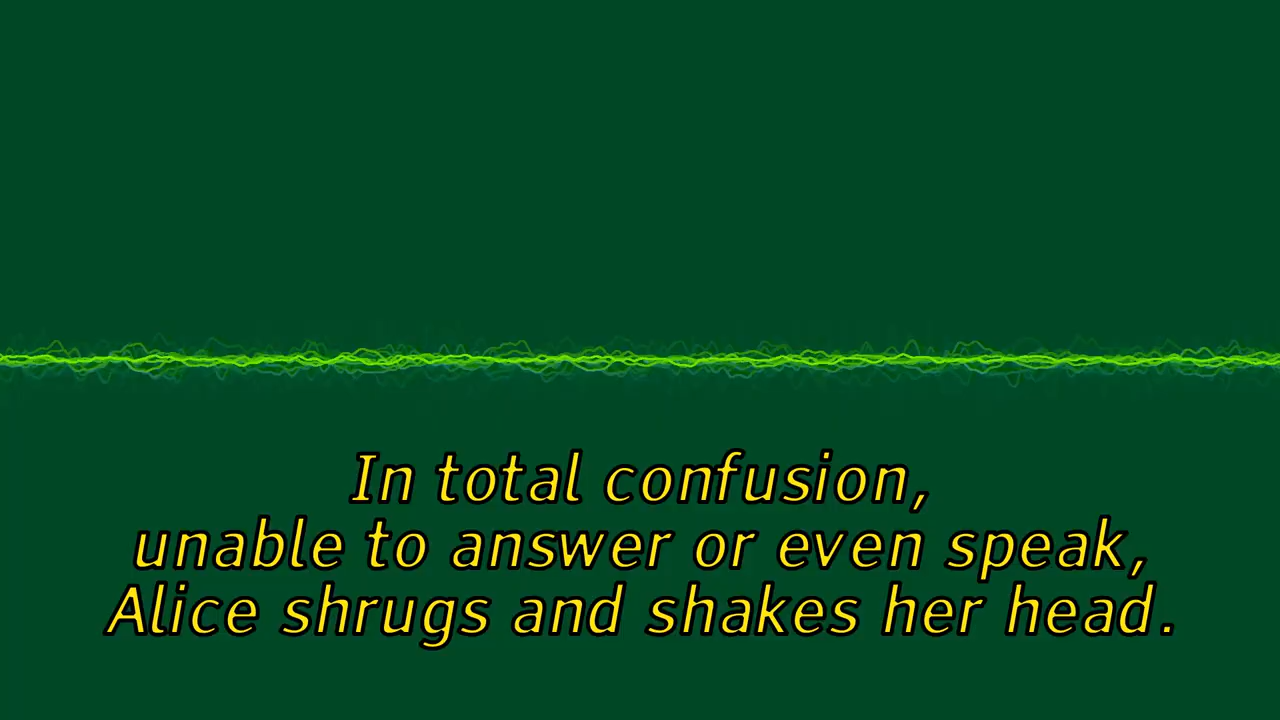 In total confusion,
unable to answer or even speak,
Alice shrugs and shakes her head.